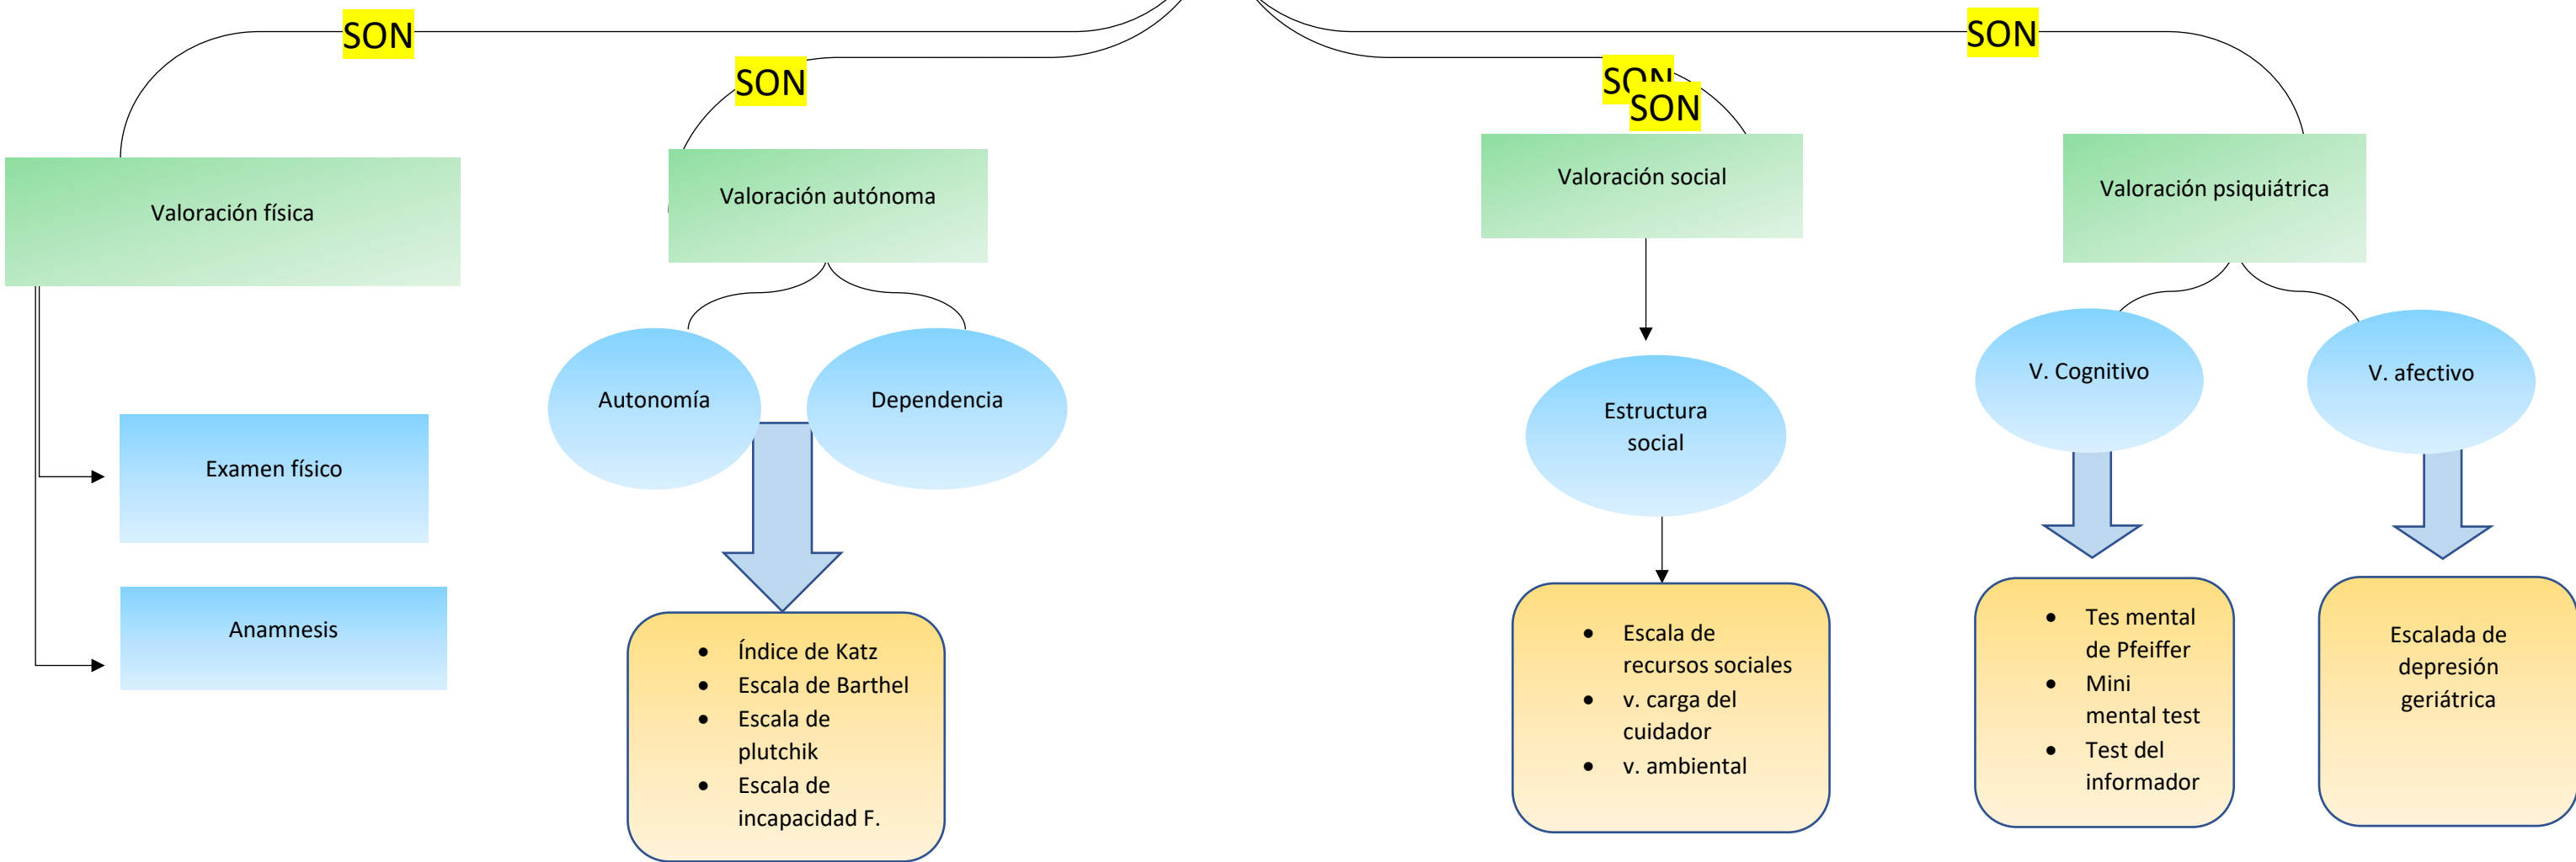 SON
SON
SON
SON
SON
Valoración física
Valoración autónoma
Valoración social
Valoración psiquiátrica
Examen físico
Anamnesis
Autonomía
Dependencia
• Índice de Katz
• Escala de Barthel
• Escala de
plutchik
• Escala de
incapacidad F.
Estructura
social
• Escala de
recursos sociales
• v. carga del
cuidador
• v. ambiental
V. Cognitivo
V. afectivo
• Tes mental
de Pfeiffer
• Mini
mental test
• Test del
informador
Escalada de
depresión
geriátrica